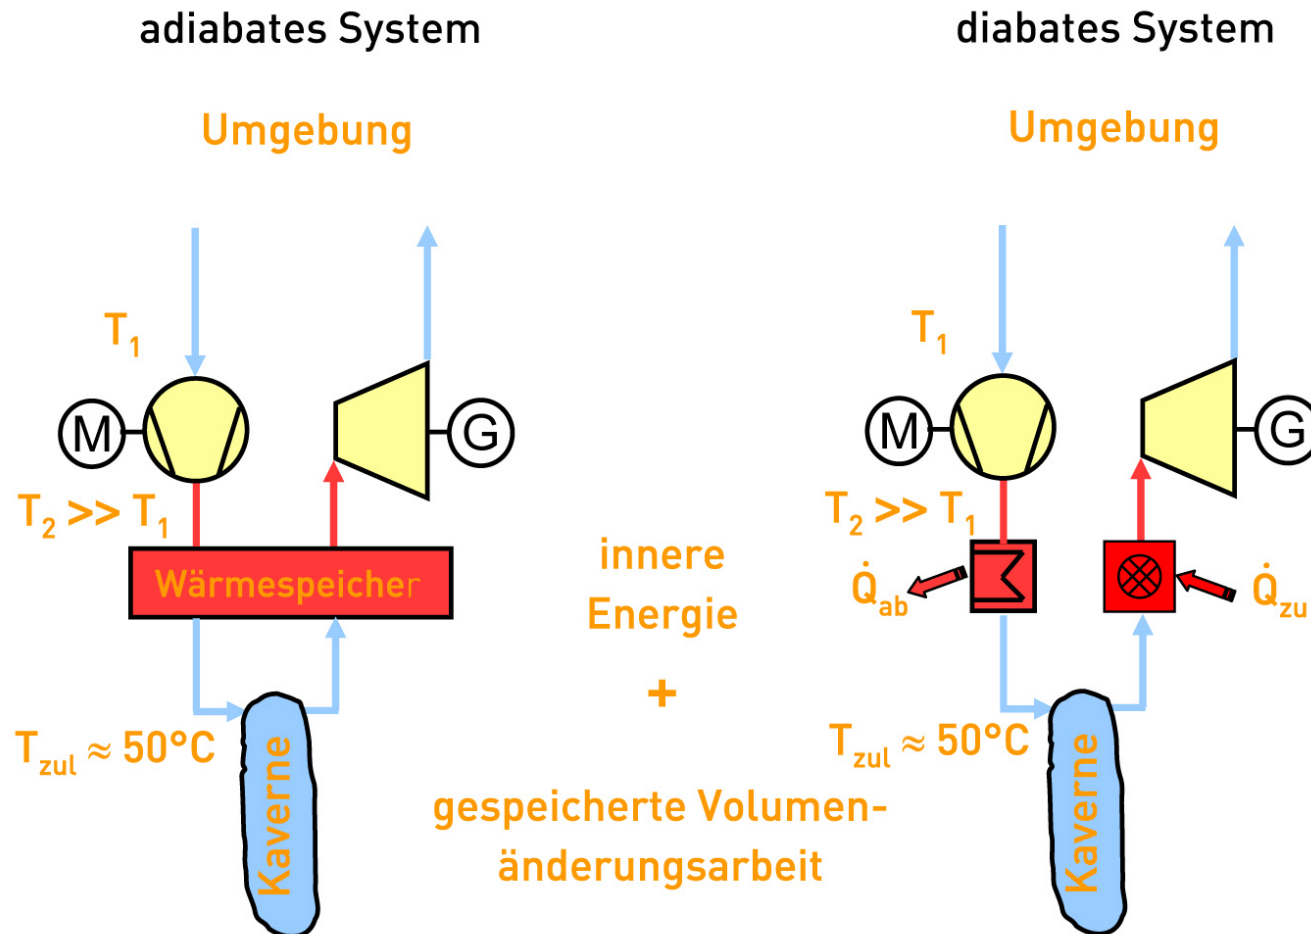 adiabates System
Umgebung
T1
M
G
T2 >> T1
Wärmespeicher
Tzul ≈ 50°C
Kaverne
innere
Energie
+
gespeicherte Volumen-
änderungsarbeit
diabates System
Umgebung
T1
M
G
T2 >> T1
Q̇ab
Q̇zu
Tzul ≈ 50°C
Kaverne